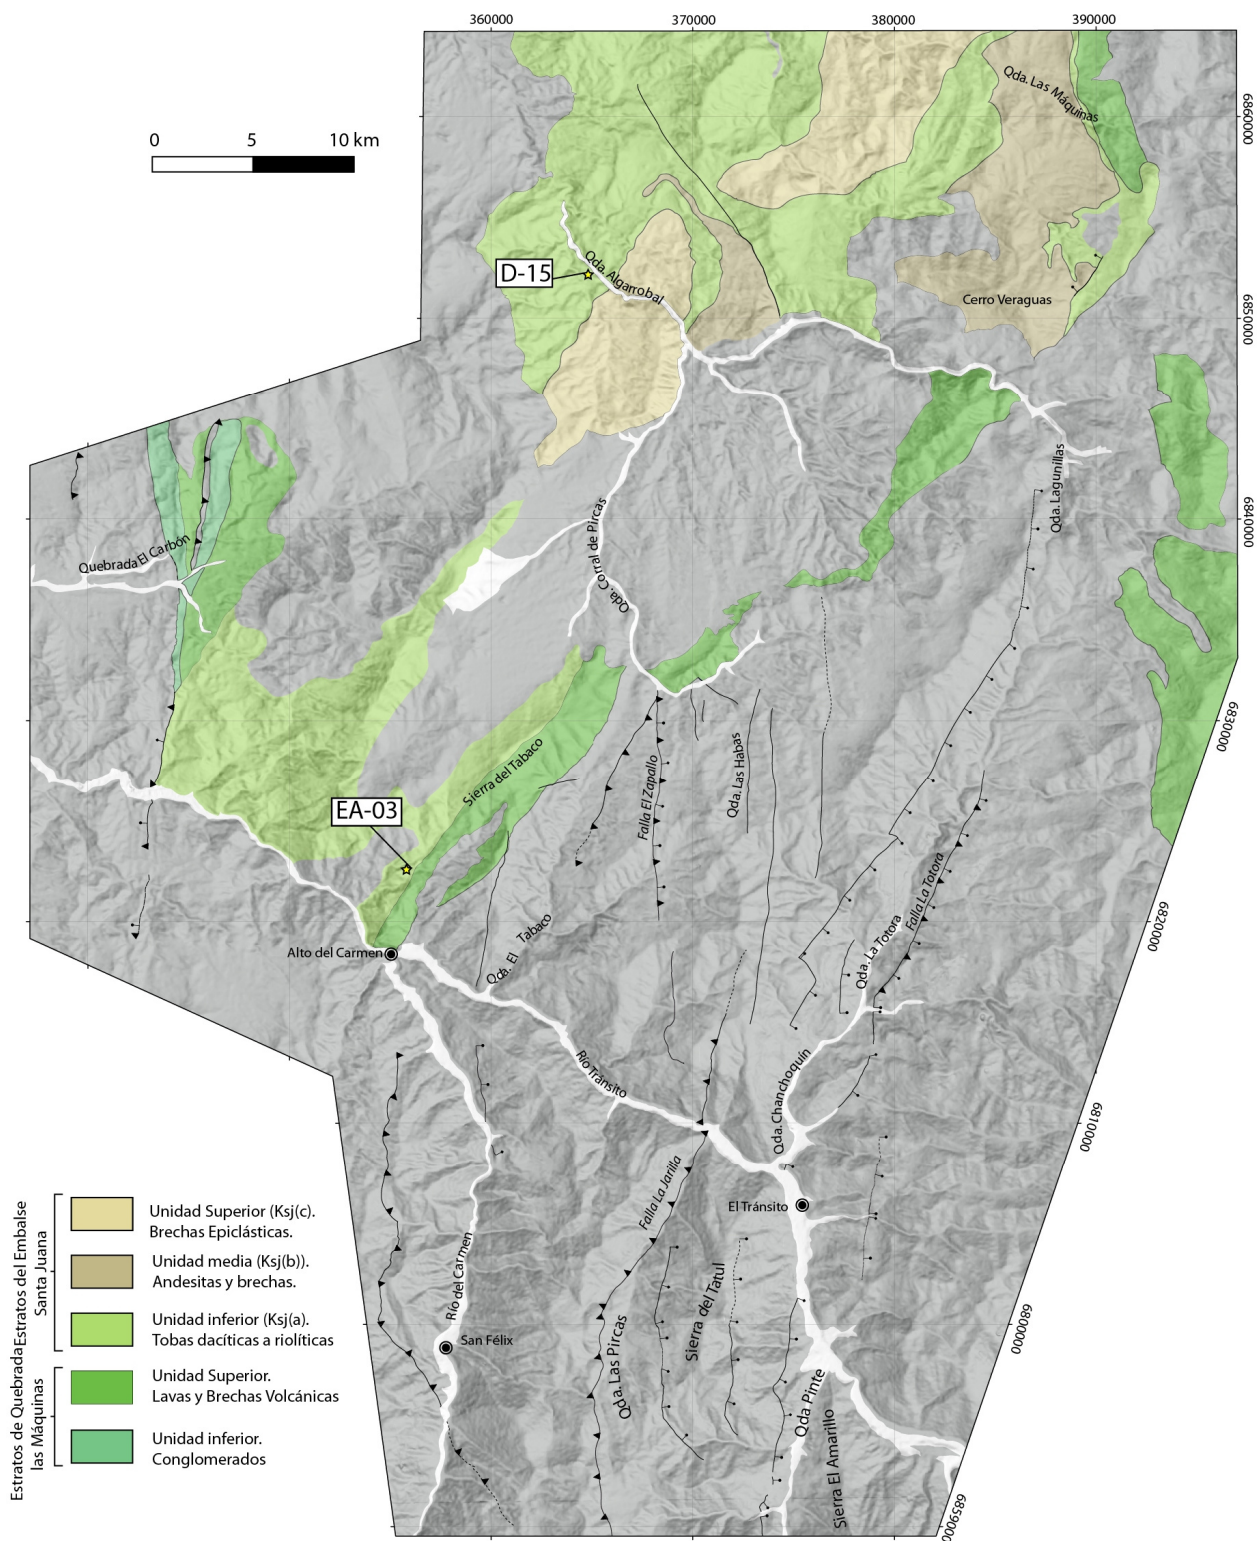 360000
370000
380000
390000
0
5
10 km
Qda. Las Máquinas
6860000
D-15
Qda. Algarrobal
Cerro Veraguas
6850000
Qda. Lagunillas
Quebrada El Carbón
Qda. Corral de Pircas
6840000
Sierra del Tabaco
Falla El Zapallo
Qda. Las Habas
6830000
EA-03
Falla La Totora
Qda. La Totora
6820000
Alto del Carmen
Qda. El Tabaco
Río Tránsito
Qda. Chanchoquín
6810000
Falla La Jarilla
El Tránsito
Río del Carmen
Sierra del Tatul
San Félix
Qda. Las Pircas
6800000
Qda Pinte
Sierra El Amarillo
6859000
Estratos del Embalse
Santa Juana
Unidad Superior (Ksj(c).
Brechas Epiclásticas.
Unidad media (Ksj(b)).
Andesitas y brechas.
Unidad inferior (Ksj(a).
Tobas dacíticas a riolíticas
Estratos de Quebrada
las Máquinas
Unidad Superior.
Lavas y Brechas Volcánicas
Unidad inferior.
Conglomerados